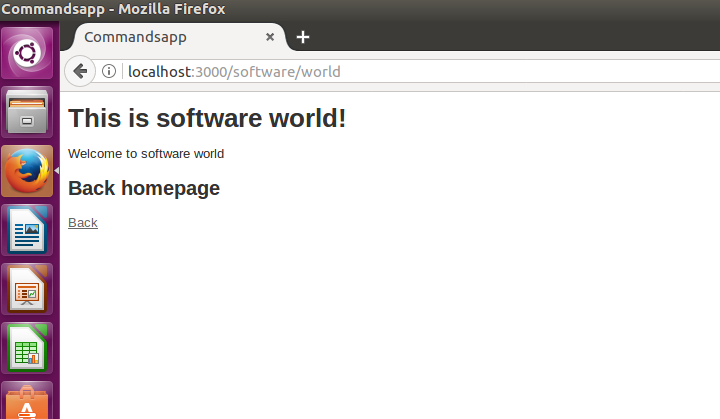 Commandsapp - Mozilla Firefox
Commandsapp
localhost:3000/software/world
This is software world!
Welcome to software world
Back homepage
Back